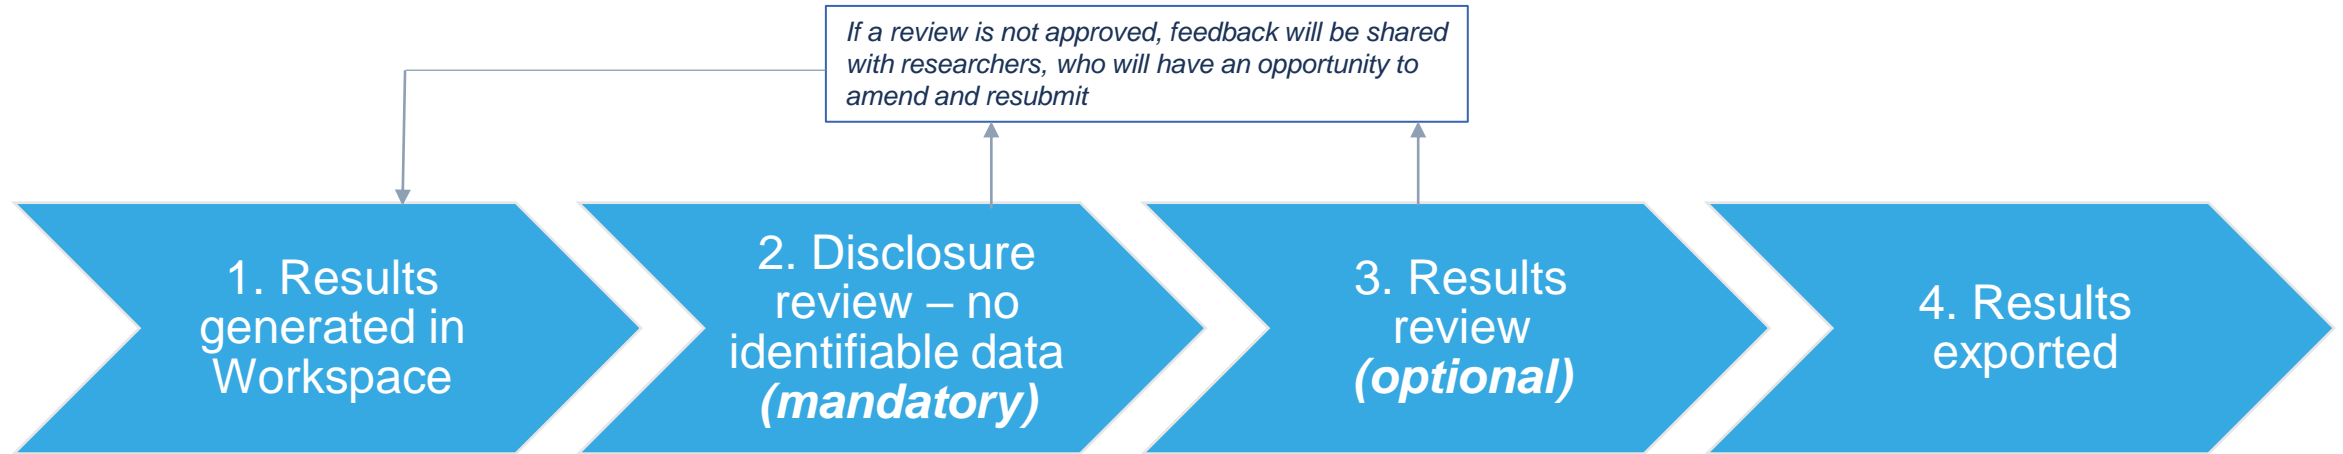 If a review is not approved, feedback will be shared
with researchers, who will have an opportunity to
amend and resubmit
1. Results
generated in
Workspace
2. Disclosure
review – no
identifiable data
(mandatory)
3. Results
review
(optional)
4. Results
exported